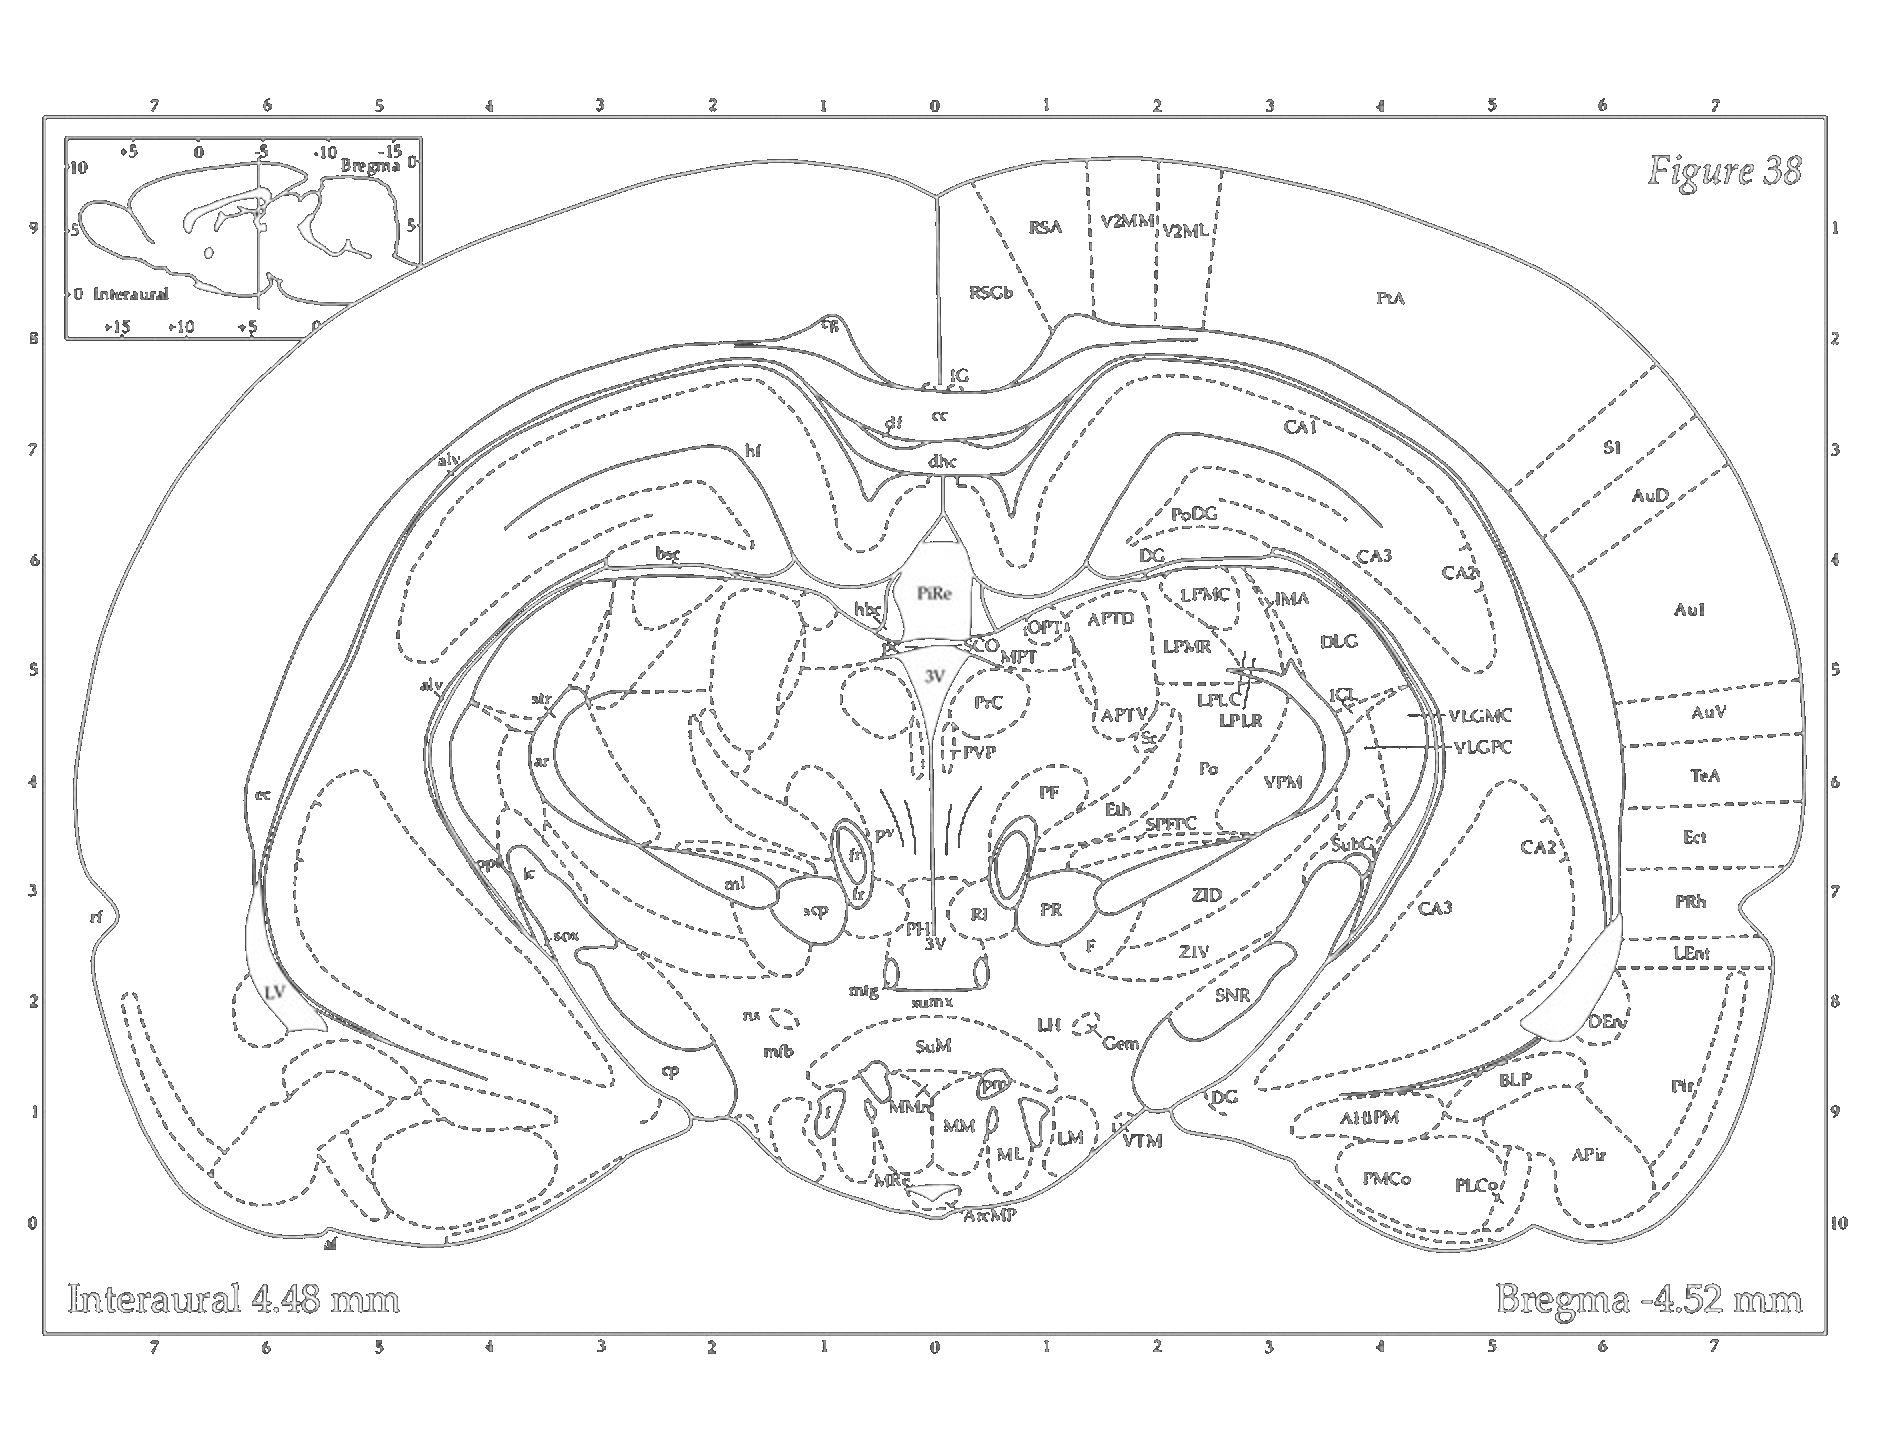 7 6 5 4 3 2 1 0 1 2 3 4 5 6 7
+5 0 -5 -10 -15
Bregma 0
10
5
5
0 Interaural
+15 +10 +5 0
Figure 38
9
8
7
6
5
4
3
2
1
0
1
2
3
4
5
6
7
8
9
10
RSA V2MM V2ML
RSGb PtA
cg
IG
cc
df
CA1
S1
hf
alv
dhc
AuD
PoDG
bsc
DG CA3
CA2
PiRe
hbc
LPMC IMA
Au1
OPT APTD
SCO
MPT
LPMR DLG
3V
alv
str
PrC
LPLC
LPLR
IGL
APTV
VLGMC
AuV
Sc
PVP
VLGPC
ar
Po
VPM
TeA
ec
PF
Eth
pv
SPFPC
Ect
fr
SubG
CA2
opt
lc
ml
fr
ZID
PRh
rf
scp
RI
PR
CA3
PH
3V
sox
F
ZIV
LEnt
mtg
sumx
SNR
LV
ns
LH
DEn
mfb
SuM
Gem
cp
pm
BLP
Pir
DG
MMn
f
AHiPM
MM
LM
VTM
ML
APir
MRe
PMCo
PLCo
ArcMP
af
Interaural 4.48 mm
Bregma -4.52 mm
7 6 5 4 3 2 1 0 1 2 3 4 5 6 7